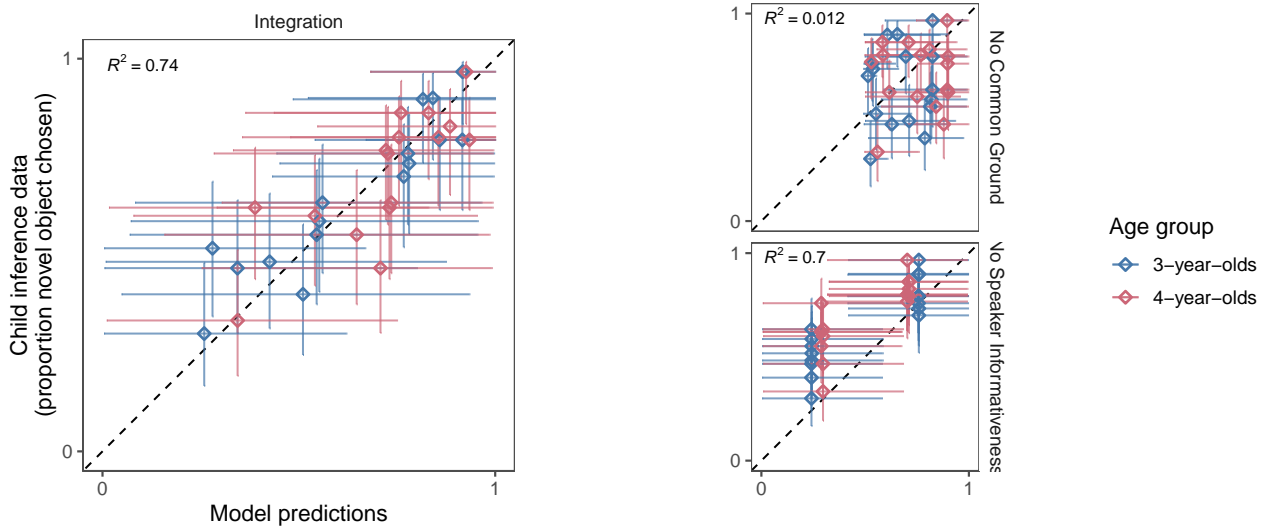 Integration
R² = 0.74
1
0
0
1
Model predictions
Child inference data
(proportion novel object chosen)
R² = 0.012
1
0
No Common Ground
R² = 0.7
1
0
0
1
No Speaker Informativeness
Age group
3−year−olds
4−year−olds